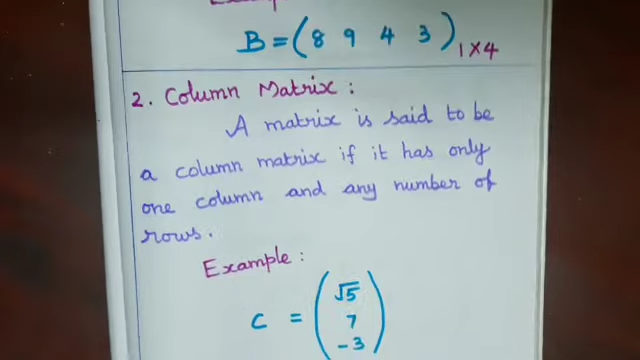 B = ( 8 9 4 3 ) 1 × 4
2. Column Matrix :
A matrix is said to be
a column matrix if it has only
one column and any number of
rows.
Example :
C = ( √5
7
-3 )